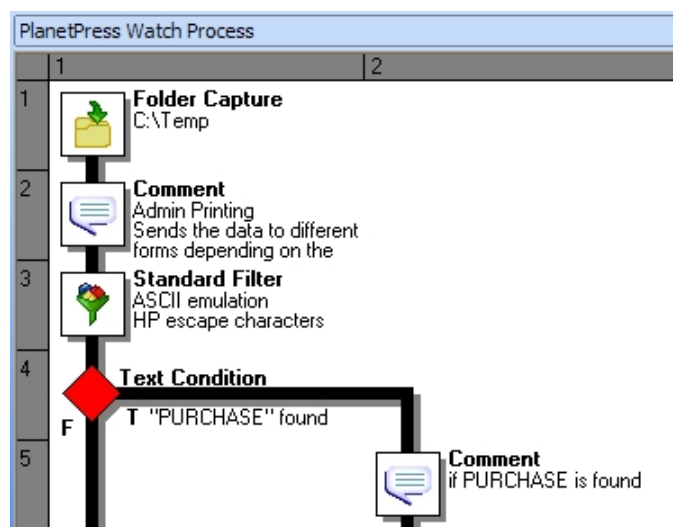 PlanetPress Watch Process
1 2
1
Folder Capture
C:\Temp
2
Comment
Admin Printing
Sends the data to different
forms depending on the
3
Standard Filter
ASCII emulation
HP escape characters
4
Text Condition
F
T "PURCHASE" found
5
Comment
if PURCHASE is found